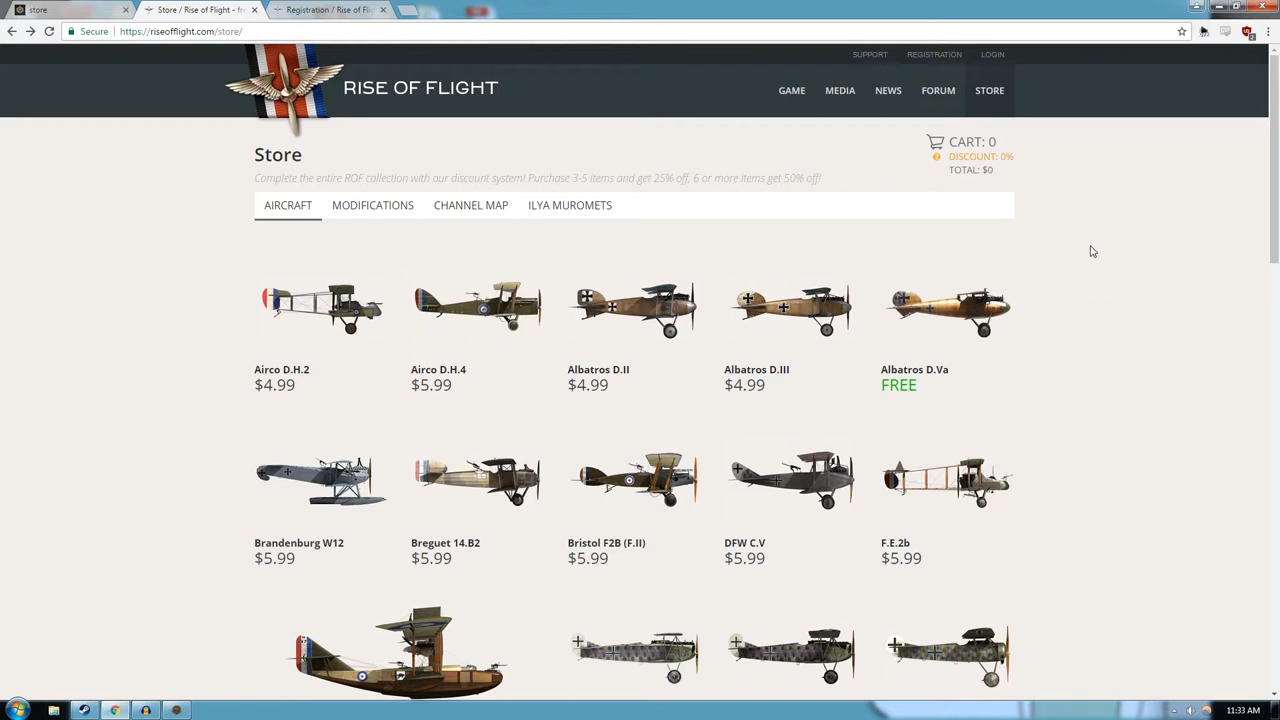 store
Store / Rise of Flight - fre
Registration / Rise of Flig
Secure
https://riseofflight.com/store/
2
SUPPORT
REGISTRATION
LOGIN
RISE OF FLIGHT
GAME
MEDIA
NEWS
FORUM
STORE
Store
CART: 0
? DISCOUNT: 0%
TOTAL: $0
Complete the entire ROF collection with our discount system! Purchase 3-5 items and get 25% off, 6 or more items get 50% off!
AIRCRAFT
MODIFICATIONS
CHANNEL MAP
ILYA MUROMETS
Airco D.H.2
$4.99
Airco D.H.4
$5.99
Albatros D.II
$4.99
Albatros D.III
$4.99
Albatros D.Va
FREE
Brandenburg W12
$5.99
Breguet 14.B2
$5.99
Bristol F2B (F.II)
$5.99
DFW C.V
$5.99
F.E.2b
$5.99
11:33 AM